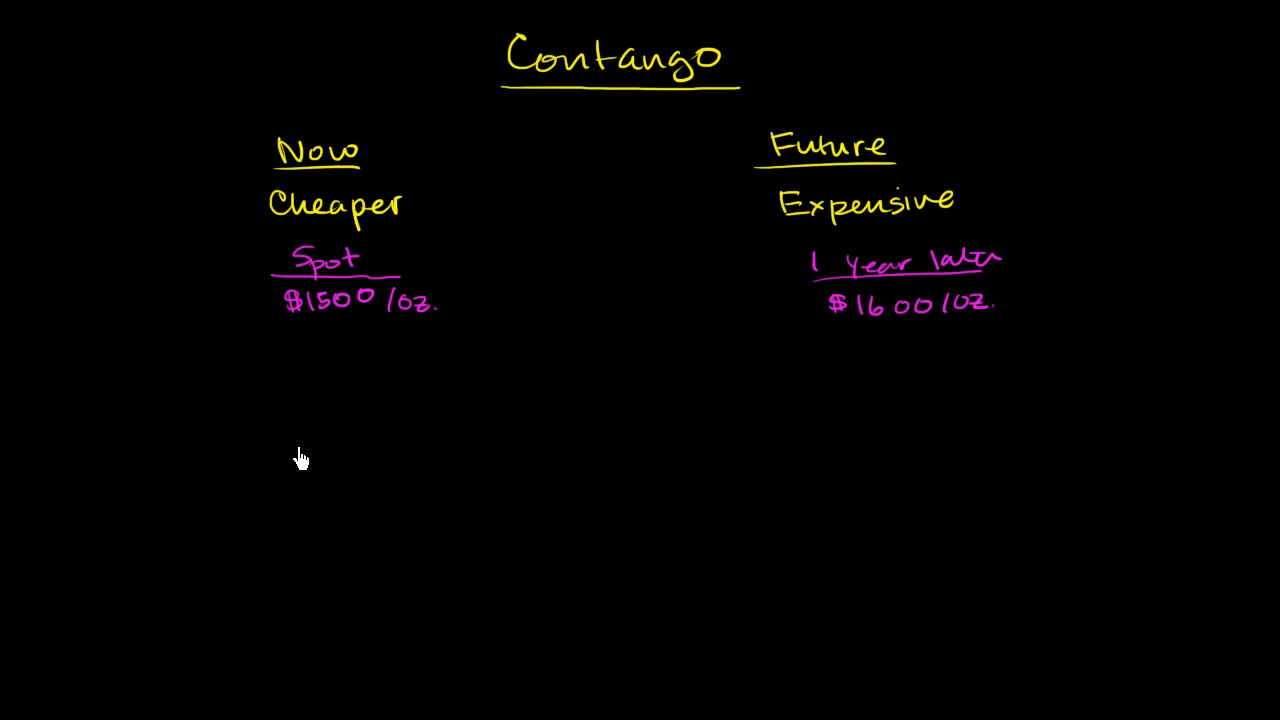 Contango
Now
Future
Cheaper
Expensive
Spot
1 year later
$1500/oz.
$1600/oz.